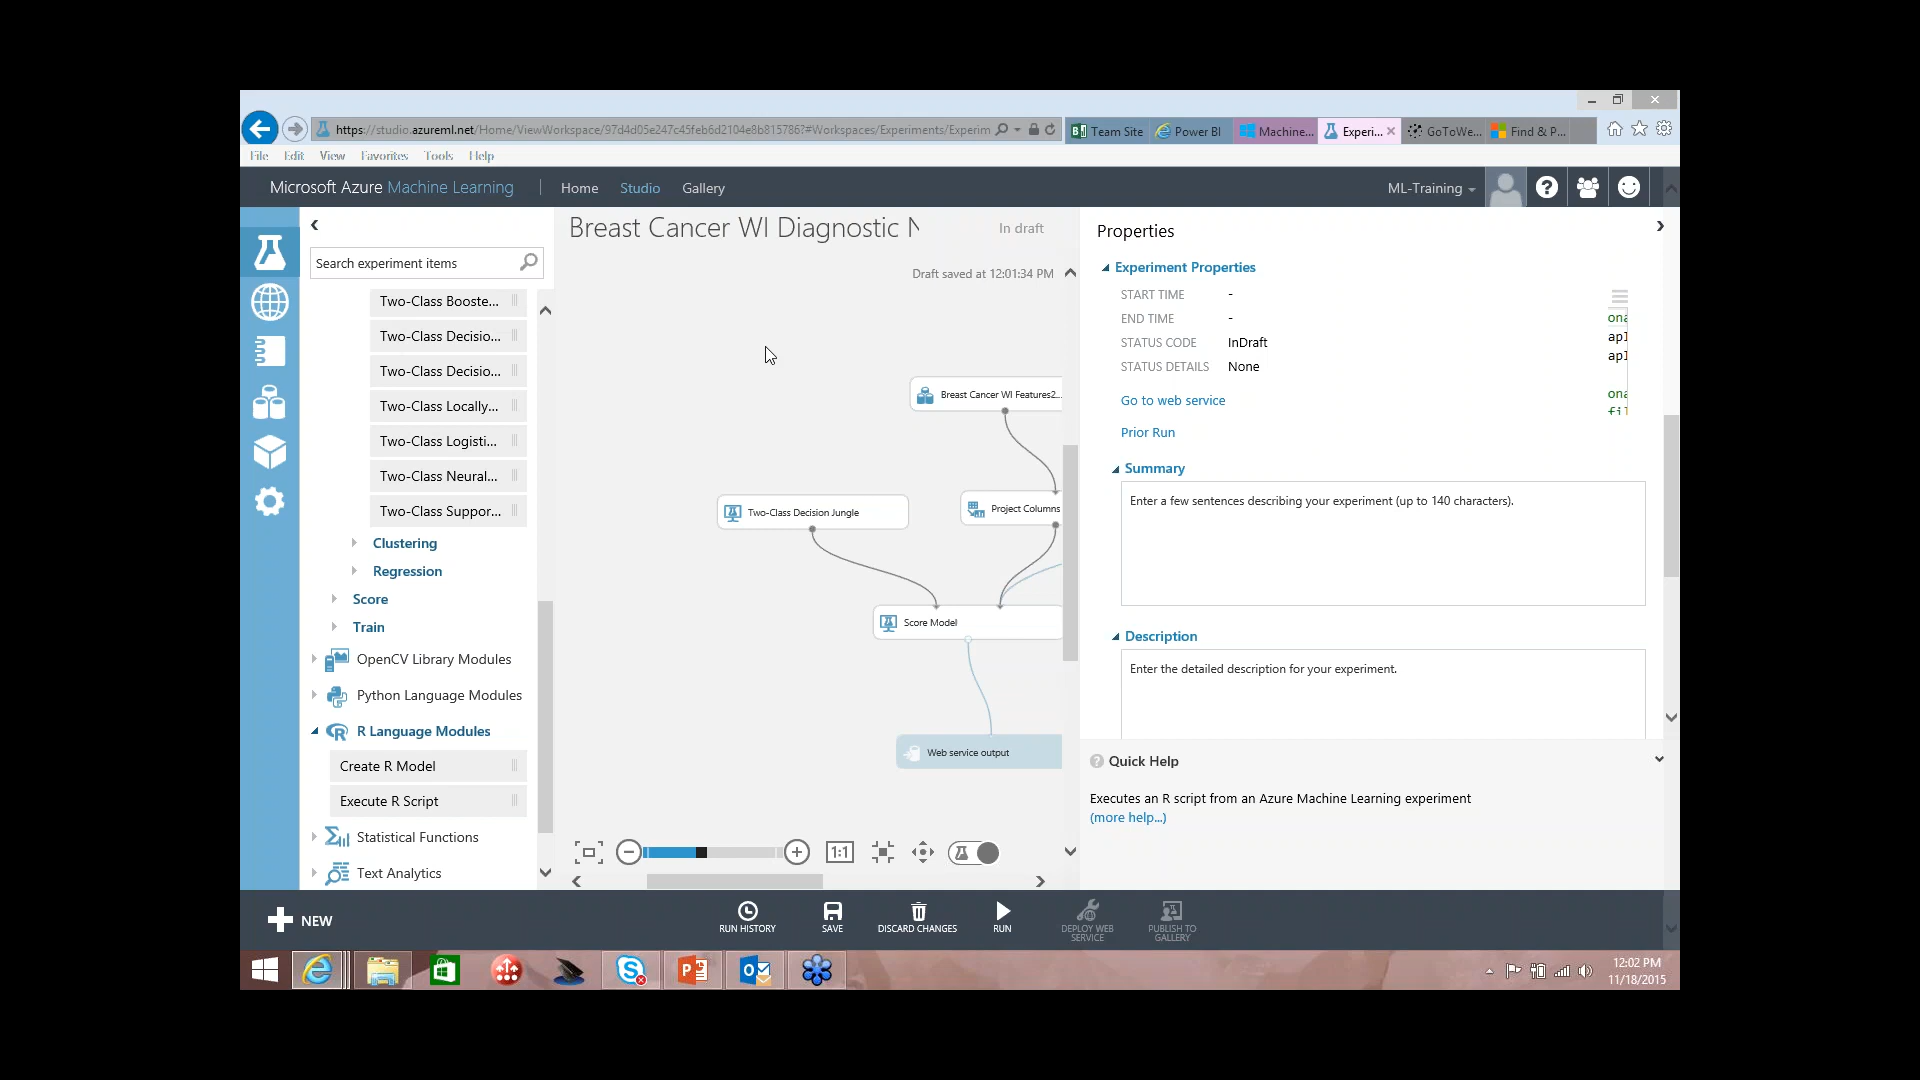 https://studio.azureml.net/Home/ViewWorkspace/97d4d05e247c45feb6d2104e8b815786?#Workspaces/Experiments/Experim
Team Site
Power BI
Machine...
Experi...
GoToWe...
Find & P...
File Edit View Favorites Tools Help
Microsoft Azure Machine Learning
Home
Studio
Gallery
ML-Training
Search experiment items
Two-Class Booste...
Two-Class Decisio...
Two-Class Decisio...
Two-Class Locally...
Two-Class Logisti...
Two-Class Neural...
Two-Class Suppor...
Clustering
Regression
Score
Train
OpenCV Library Modules
Python Language Modules
R Language Modules
Create R Model
Execute R Script
Statistical Functions
Text Analytics
Breast Cancer WI Diagnostic
In draft
Draft saved at 12:01:34 PM
Breast Cancer WI Features2...
Two-Class Decision Jungle
Project Columns
Score Model
Web service output
1:1
Properties
Experiment Properties
START TIME -
END TIME -
STATUS CODE InDraft
STATUS DETAILS None
Go to web service
Prior Run
Summary
Enter a few sentences describing your experiment (up to 140 characters).
Description
Enter the detailed description for your experiment.
Quick Help
Executes an R script from an Azure Machine Learning experiment
(more help...)
NEW
RUN HISTORY
SAVE
DISCARD CHANGES
RUN
DEPLOY WEB
SERVICE
PUBLISH TO
GALLERY
12:02 PM
11/18/2015